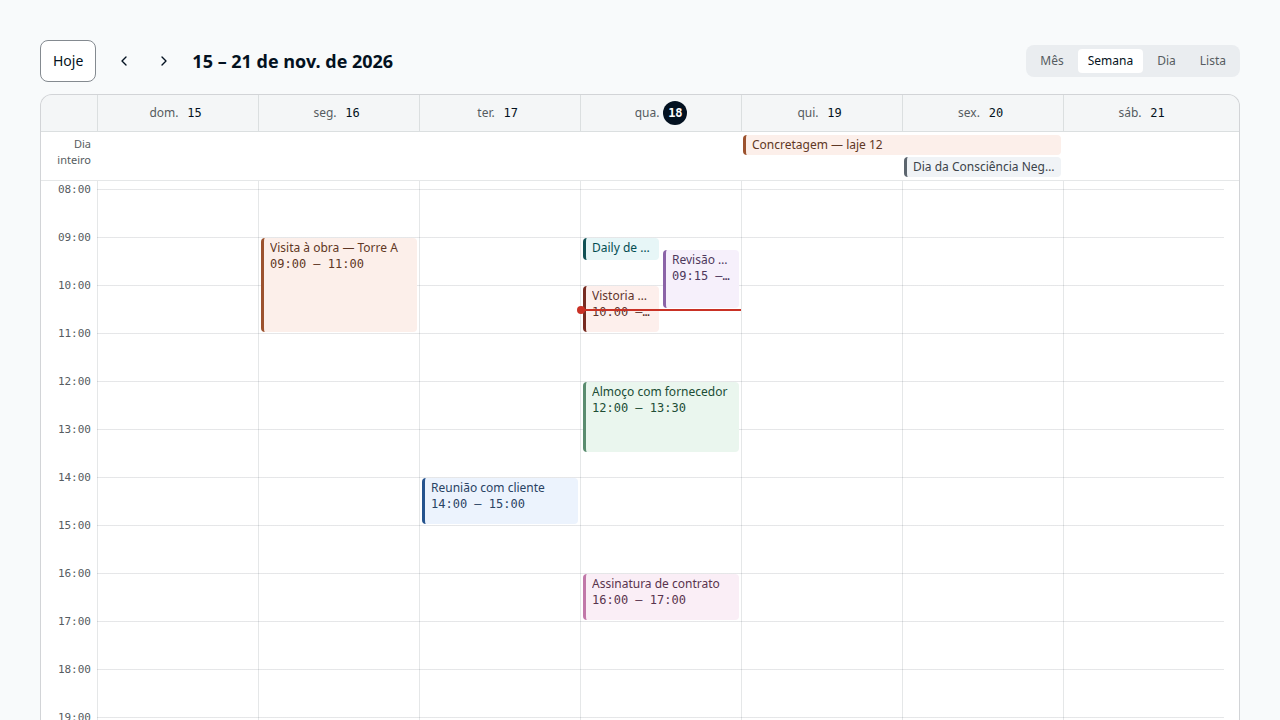 Hoje
15 – 21 de nov. de 2026
Mês Semana Dia Lista
dom. 15 seg. 16 ter. 17 qua. 18 qui. 19 sex. 20 sáb. 21
Dia inteiro
Concretagem — laje 12
Dia da Consciência Neg…
08:00
09:00
10:00
11:00
12:00
13:00
14:00
15:00
16:00
17:00
18:00
19:00
Visita à obra — Torre A
09:00 – 11:00
Reunião com cliente
14:00 – 15:00
Daily de …
Revisão …
09:15 –…
Vistoria …
10:00 –…
Almoço com fornecedor
12:00 – 13:30
Assinatura de contrato
16:00 – 17:00